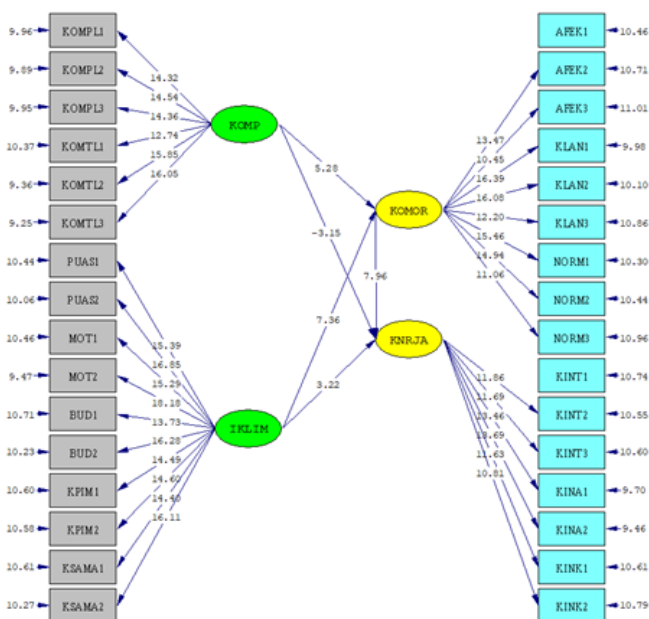 9.96 KOMPL1
9.89 KOMPL2
9.95 KOMPL3
10.37 KOMTL1
9.36 KOMTL2
9.25 KOMTL3
10.44 PUAS1
10.06 PUAS2
10.46 MOT1
9.47 MOT2
10.71 BUD1
10.23 BUD2
10.60 KPIM1
10.58 KPIM2
10.61 KSAMA1
10.27 KSAMA2
14.32
14.54
14.36
12.74
15.85
16.05
KOMP
15.39
16.85
15.29
18.18
13.73
16.28
14.49
14.60
14.40
16.11
IKLIM
5.28
-3.15
7.96
7.36
3.22
KOMOR
KNRJA
13.47
10.45
16.39
16.08
12.20
15.46
14.94
11.06
11.86
11.69
13.46
13.69
11.63
10.81
AFEK1 10.46
AFEK2 10.71
AFEK3 11.01
KLAN1 9.98
KLAN2 10.10
KLAN3 10.86
NORM1 10.30
NORM2 10.44
NORM3 10.96
KINT1 10.74
KINT2 10.55
KINT3 10.60
KINA1 9.70
KINA2 9.46
KINK1 10.61
KINK2 10.79